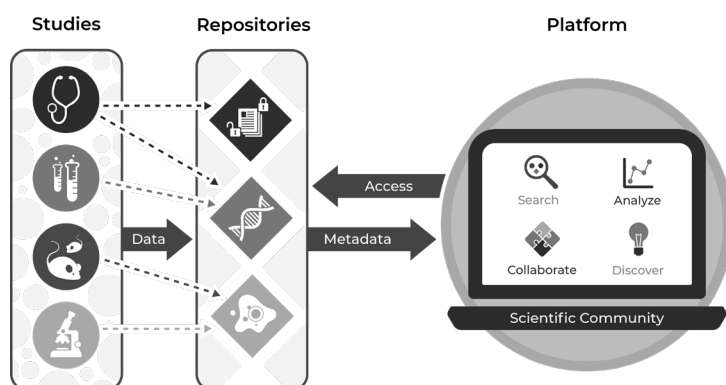 Studies
Repositories
Platform
Data
Access
Metadata
Search
Analyze
Collaborate
Discover
Scientific Community